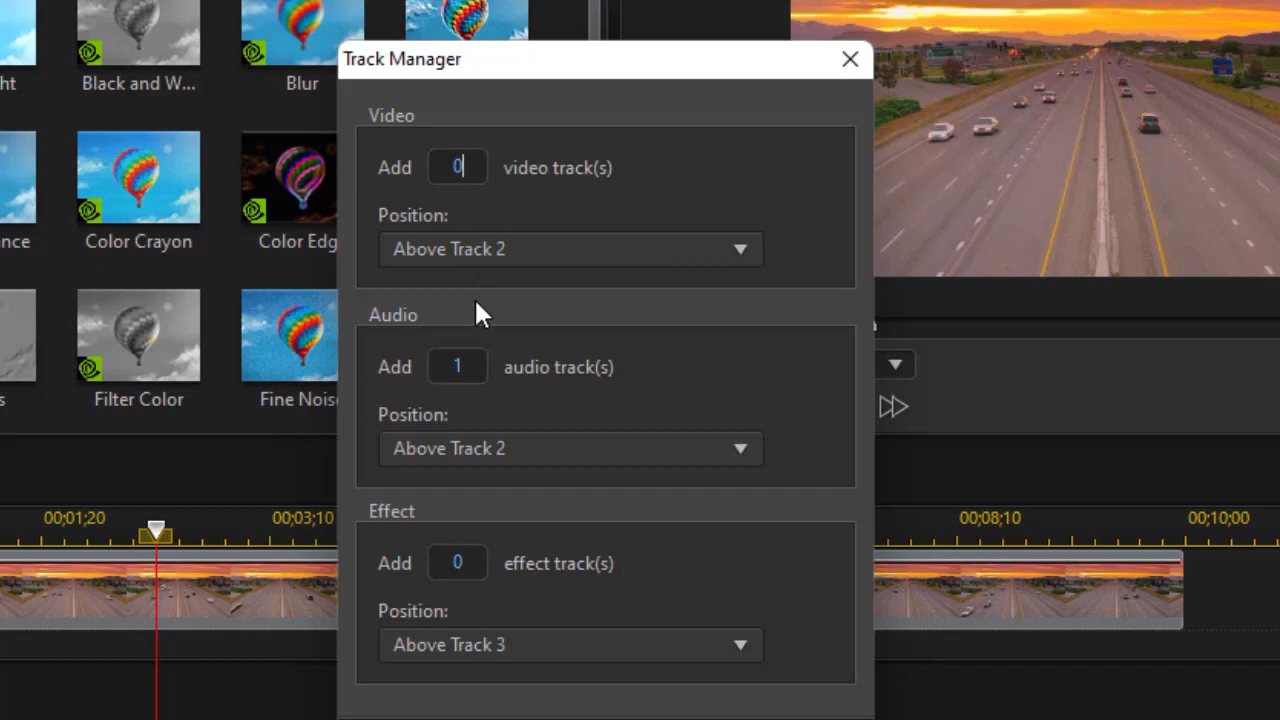 ht
Black and W...
Blur
nce
Color Crayon
Color Edg
s
Filter Color
Fine Nois
Track Manager
Video
Add 0 video track(s)
Position:
Above Track 2
Audio
Add 1 audio track(s)
Position:
Above Track 2
Effect
Add 0 effect track(s)
Position:
Above Track 3
00;01;20
00;03;10
00;08;10
00;10;00